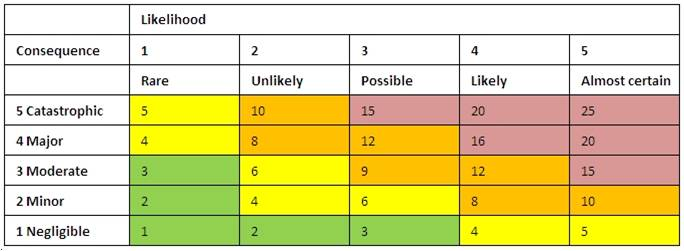 Likelihood
Consequence 1 2 3 4 5
Rare Unlikely Possible Likely Almost certain
5 Catastrophic 5 10 15 20 25
4 Major 4 8 12 16 20
3 Moderate 3 6 9 12 15
2 Minor 2 4 6 8 10
1 Negligible 1 2 3 4 5